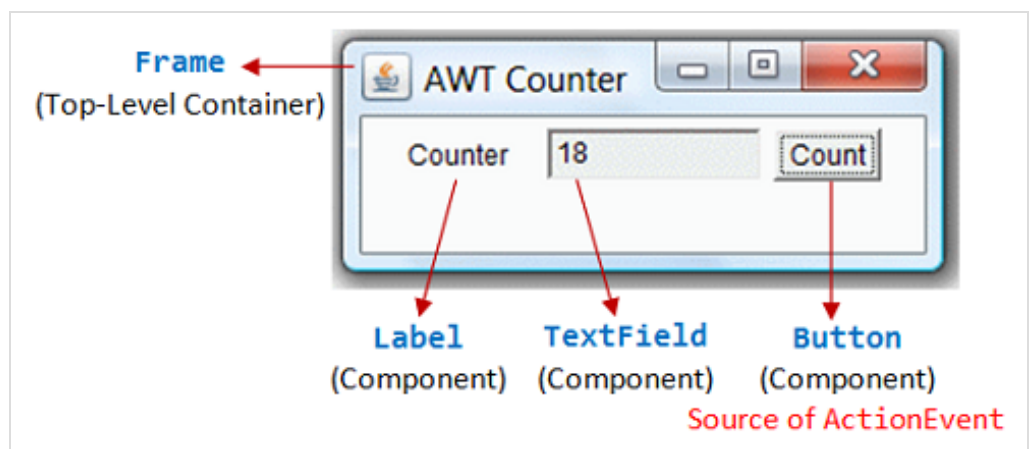 Frame
(Top-Level Container)
AWT Counter
Counter 18 Count
Label TextField Button
(Component) (Component) (Component)
Source of ActionEvent